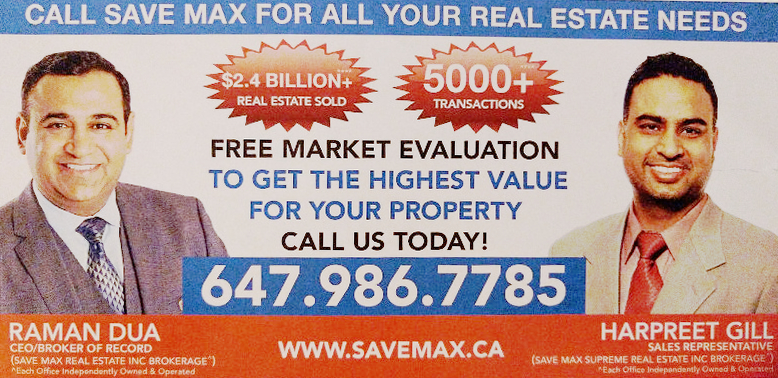 CALL SAVE MAX FOR ALL YOUR REAL ESTATE NEEDS
$2.4 BILLION+
REAL ESTATE SOLD
5000+
TRANSACTIONS
FREE MARKET EVALUATION
TO GET THE HIGHEST VALUE
FOR YOUR PROPERTY
CALL US TODAY!
647.986.7785
RAMAN DUA
CEO/BROKER OF RECORD
(SAVE MAX REAL ESTATE INC BROKERAGE^)
^Each Office Independently Owned & Operated
WWW.SAVEMAX.CA
HARPREET GILL
SALES REPRESENTATIVE
(SAVE MAX SUPREME REAL ESTATE INC BROKERAGE^)
^Each Office Independently Owned & Operated